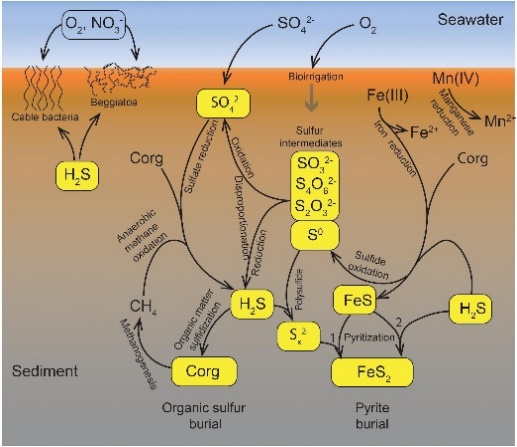 Seawater
O₂, NO₃⁻
SO₄²⁻
O₂
Cable bacteria
Beggiatoa
H₂S
SO₄²
Bioirrigation
Sulfur
intermediates
SO₃²⁻
S₄O₆²⁻
S₂O₃²⁻
S⁰
Fe(III)
Fe²⁺
Iron reduction
Mn(IV)
Manganese
reduction
Mn²⁺
Corg
Corg
Sulfate reduction
Oxidation
Disproportionation
Reduction
Anaerobic
methane
oxidation
Sulfide
oxidation
Polysulfide
CH₄
H₂S
FeS
H₂S
Organic matter
sulfidization
Sₓ²
1
Pyritization
2
Methanogenesis
Corg
FeS₂
Sediment
Organic sulfur
burial
Pyrite
burial